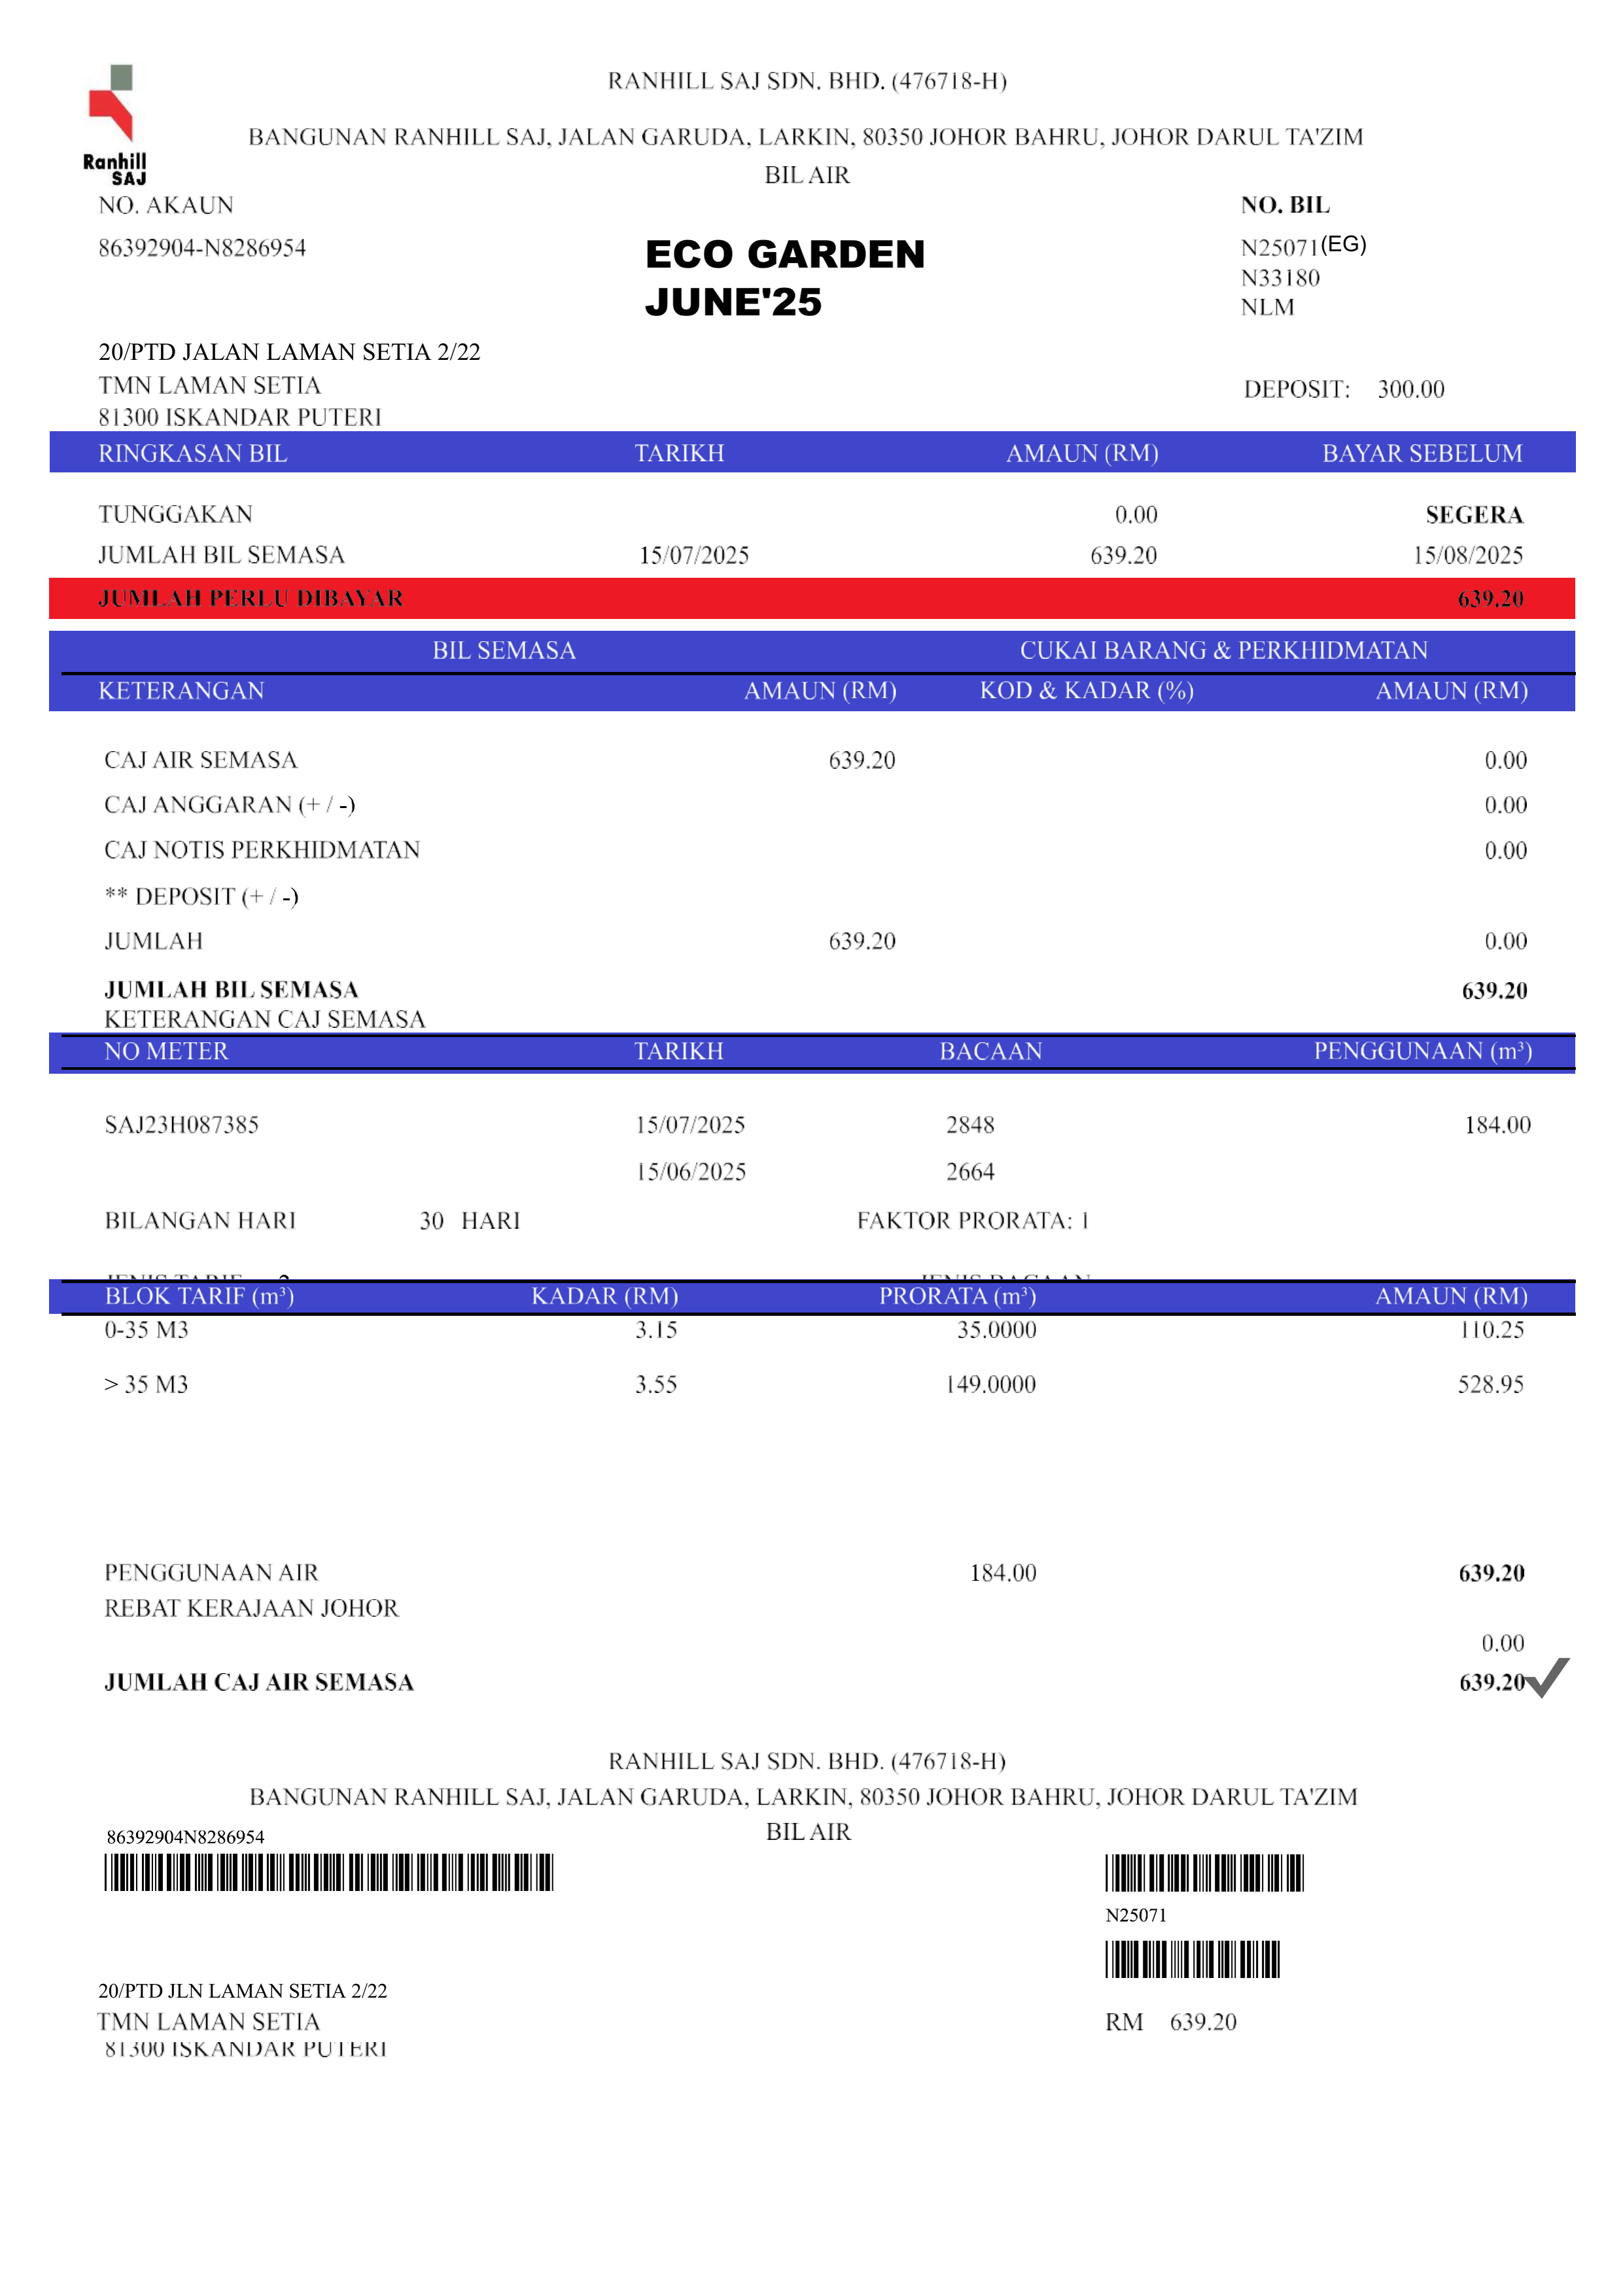 RANHILL SAJ SDN. BHD. (476718-H)
BANGUNAN RANHILL SAJ, JALAN GARUDA, LARKIN, 80350 JOHOR BAHRU, JOHOR DARUL TA'ZIM
Ranhill
SAJ
BIL AIR
NO. AKAUN NO. BIL
86392904-N8286954 ECO GARDEN N25071(EG)
N33180
JUNE'25 NLM
20/PTD JALAN LAMAN SETIA 2/22
TMN LAMAN SETIA DEPOSIT: 300.00
81300 ISKANDAR PUTERI
RINGKASAN BIL TARIKH AMAUN (RM) BAYAR SEBELUM
TUNGGAKAN 0.00 SEGERA
JUMLAH BIL SEMASA 15/07/2025 639.20 15/08/2025
JUMLAH PERLU DIBAYAR 639.20
BIL SEMASA CUKAI BARANG & PERKHIDMATAN
KETERANGAN AMAUN (RM) KOD & KADAR (%) AMAUN (RM)
CAJ AIR SEMASA 639.20 0.00
CAJ ANGGARAN (+ / -) 0.00
CAJ NOTIS PERKHIDMATAN 0.00
** DEPOSIT (+ / -)
JUMLAH 639.20 0.00
JUMLAH BIL SEMASA 639.20
KETERANGAN CAJ SEMASA
NO METER TARIKH BACAAN PENGGUNAAN (m³)
SAJ23H087385 15/07/2025 2848 184.00
15/06/2025 2664
BILANGAN HARI 30 HARI FAKTOR PRORATA: 1
BLOK TARIF (m³) KADAR (RM) PRORATA (m³) AMAUN (RM)
0-35 M3 3.15 35.0000 110.25
> 35 M3 3.55 149.0000 528.95
PENGGUNAAN AIR 184.00 639.20
REBAT KERAJAAN JOHOR
0.00
JUMLAH CAJ AIR SEMASA 639.20
RANHILL SAJ SDN. BHD. (476718-H)
BANGUNAN RANHILL SAJ, JALAN GARUDA, LARKIN, 80350 JOHOR BAHRU, JOHOR DARUL TA'ZIM
BIL AIR
86392904N8286954
N25071
20/PTD JLN LAMAN SETIA 2/22
TMN LAMAN SETIA RM 639.20
81300 ISKANDAR PUTERI